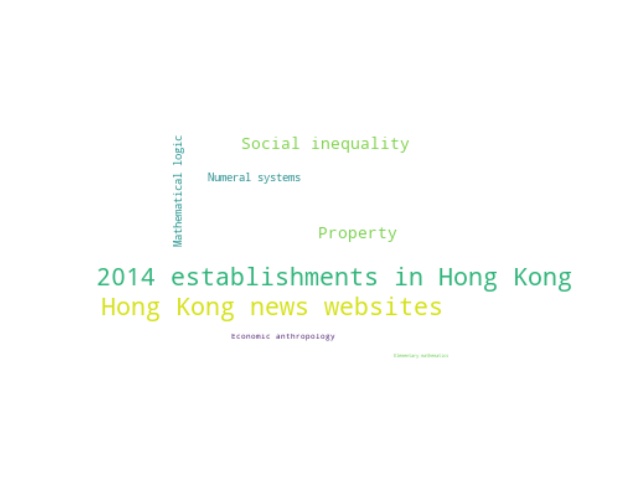 Social inequality
Mathematical logic
Numeral systems
Property
2014 establishments in Hong Kong
Hong Kong news websites
Economic anthropology
Elementary mathematics